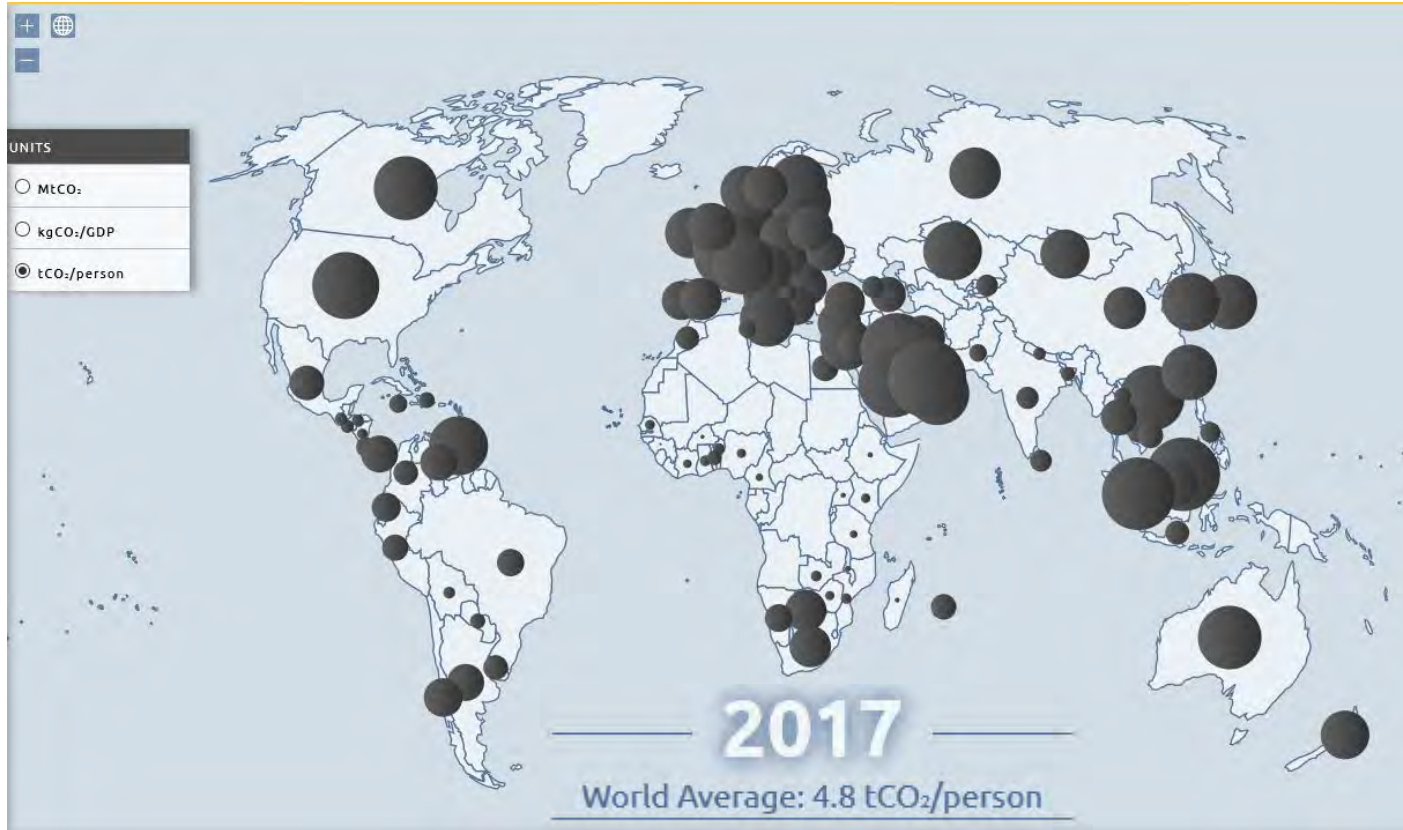 UNITS
MtCO₂
kgCO₂/GDP
tCO₂/person
2017
World Average: 4.8 tCO₂/person